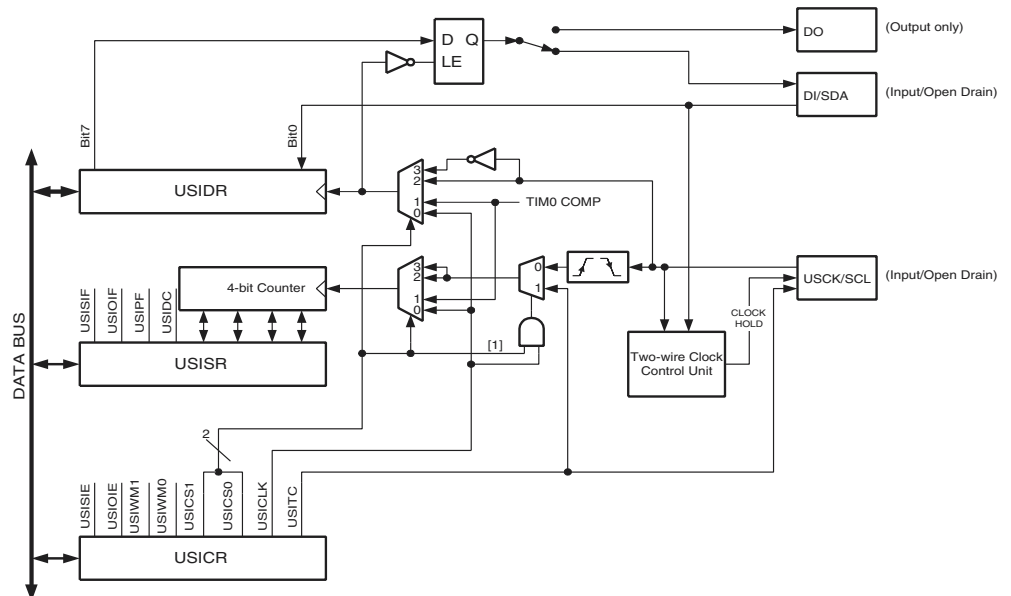 D Q
LE
DO
(Output only)
DI/SDA
(Input/Open Drain)
Bit7
Bit0
USIDR
3
2
1
0
TIM0 COMP
DATA BUS
USISIF
USIOIF
USIPF
USIDC
4-bit Counter
3
2
1
0
0
1
USCK/SCL
(Input/Open Drain)
CLOCK
HOLD
[1]
USISR
Two-wire Clock
Control Unit
2
USISIE
USIOIE
USIWM1
USIWM0
USICS1
USICS0
USICLK
USITC
USICR